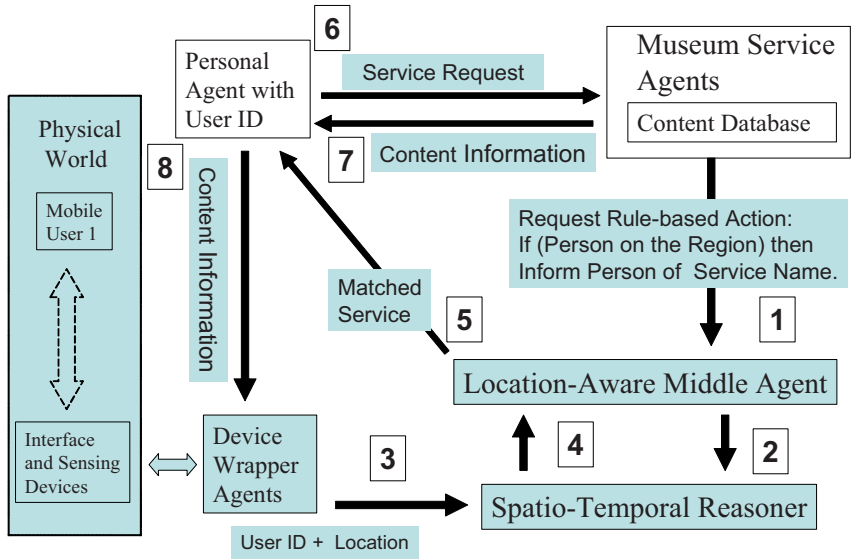 6
Personal
Agent with
User ID
Service Request
Museum Service
Agents
Content Database
Physical
World
8
7
Content Information
Content Information
Mobile
User 1
Request Rule-based Action:
If (Person on the Region) then
Inform Person of Service Name.
Matched
Service
5
1
Location-Aware Middle Agent
Interface
and Sensing
Devices
Device
Wrapper
Agents
3
4
2
Spatio-Temporal Reasoner
User ID + Location